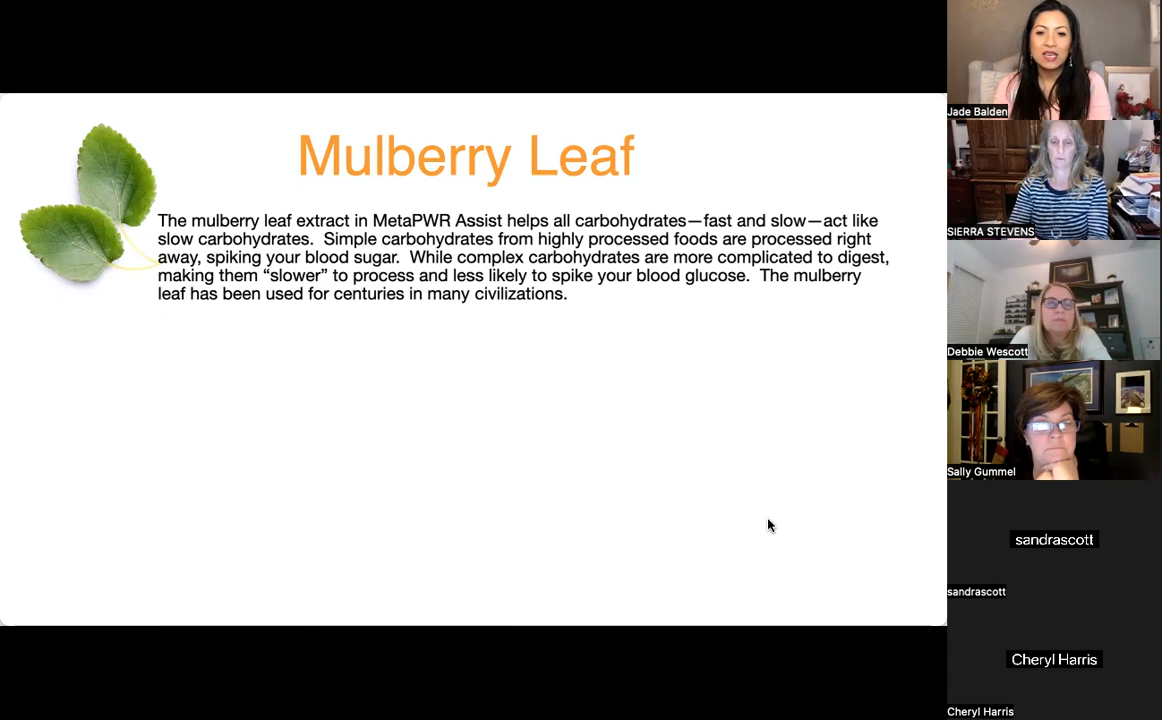 Mulberry Leaf
The mulberry leaf extract in MetaPWR Assist helps all carbohydrates—fast and slow—act like
slow carbohydrates.  Simple carbohydrates from highly processed foods are processed right
away, spiking your blood sugar.  While complex carbohydrates are more complicated to digest,
making them “slower” to process and less likely to spike your blood glucose.  The mulberry
leaf has been used for centuries in many civilizations.
Jade Balden
SIERRA STEVENS
Debbie Wescott
Sally Gummel
sandrascott
sandrascott
Cheryl Harris
Cheryl Harris